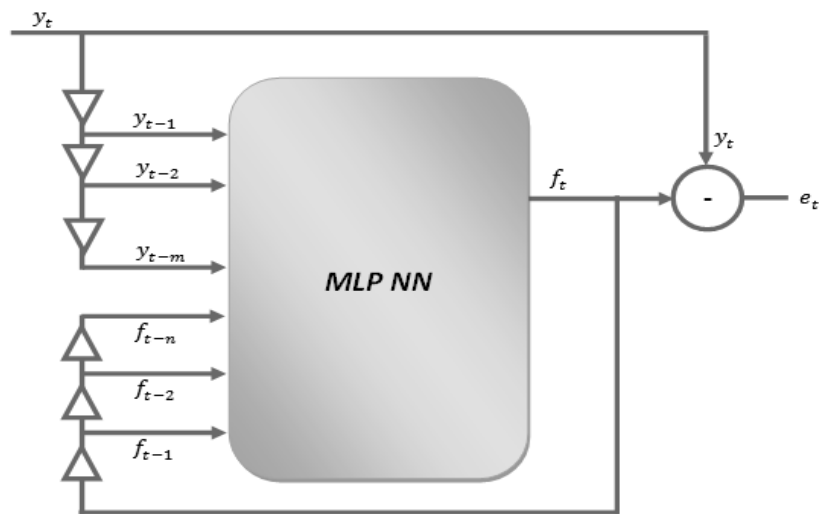 y_t
y_{t-1}
y_{t-2}
y_{t-m}
f_{t-n}
f_{t-2}
f_{t-1}
MLP NN
f_t
y_t
-
e_t